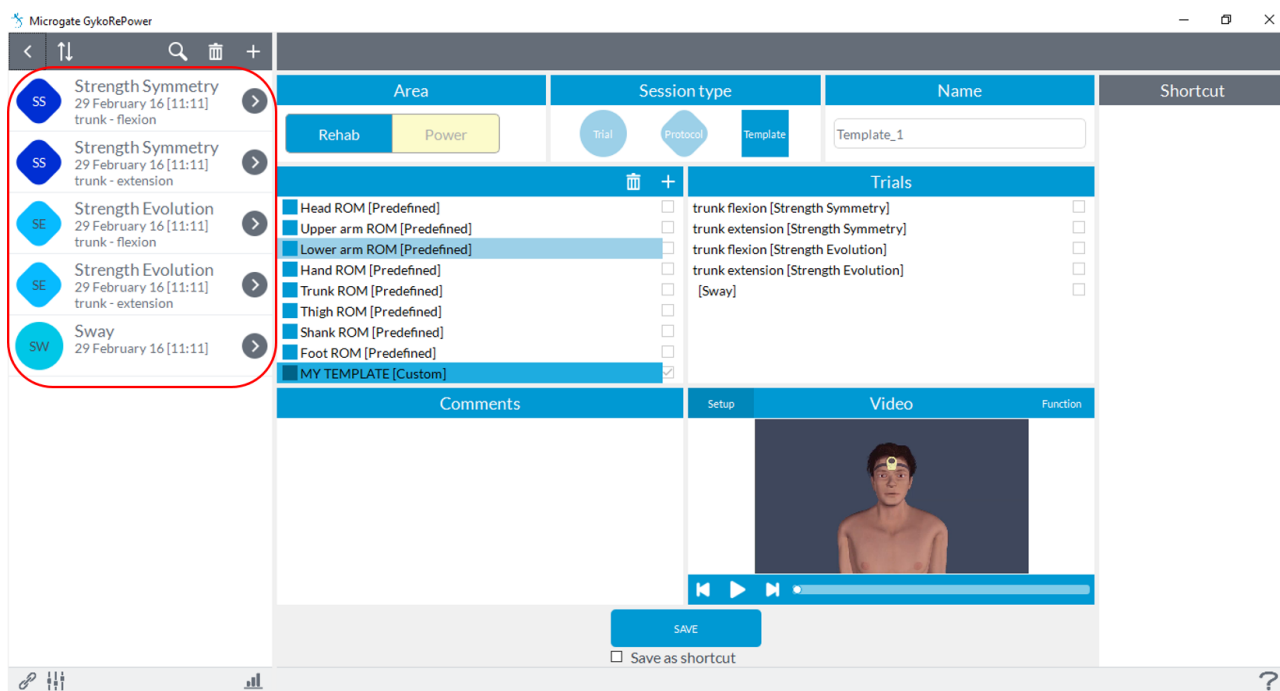 Microgate GykoRePower
SS
Strength Symmetry
29 February 16 [11:11]
trunk - flexion
SS
Strength Symmetry
29 February 16 [11:11]
trunk - extension
SE
Strength Evolution
29 February 16 [11:11]
trunk - flexion
SE
Strength Evolution
29 February 16 [11:11]
trunk - extension
SW
Sway
29 February 16 [11:11]
Area
Rehab
Power
Session type
Trial
Protocol
Template
Name
Template_1
Head ROM [Predefined]
Upper arm ROM [Predefined]
Lower arm ROM [Predefined]
Hand ROM [Predefined]
Trunk ROM [Predefined]
Thigh ROM [Predefined]
Shank ROM [Predefined]
Foot ROM [Predefined]
MY TEMPLATE [Custom]
Trials
trunk flexion [Strength Symmetry]
trunk extension [Strength Symmetry]
trunk flexion [Strength Evolution]
trunk extension [Strength Evolution]
[Sway]
Comments
Setup
Video
Function
SAVE
Save as shortcut
Shortcut
?